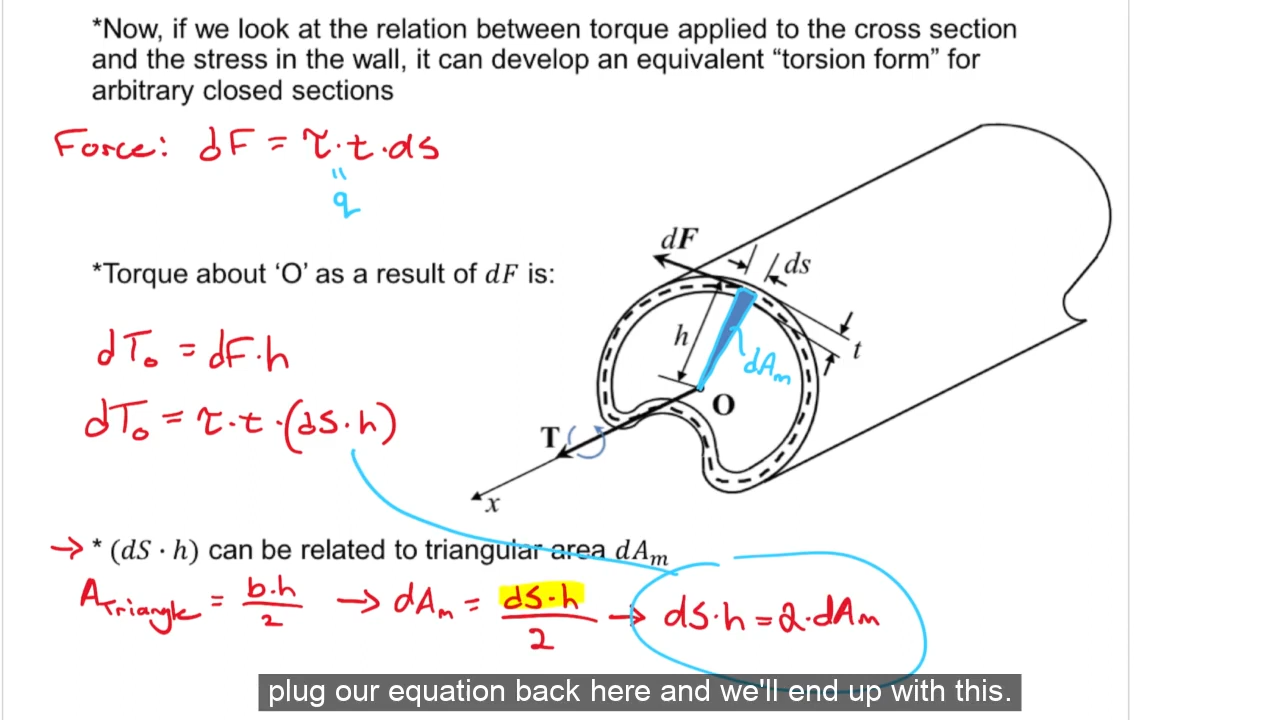 *Now, if we look at the relation between torque applied to the cross section
and the stress in the wall, it can develop an equivalent “torsion form” for
arbitrary closed sections
Force: dF = τ·t·ds
"
q
*Torque about ‘O’ as a result of dF is:
dT₀ = dF·h
dT₀ = τ·t·(ds·h)
dF
ds
h
t
dAₘ
O
T
x
→ * (dS · h) can be related to triangular area dAₘ
A_Triangle = b.h/2 → dAₘ = ds·h/2 → ds·h = 2·dAₘ
plug our equation back here and we'll end up with this.